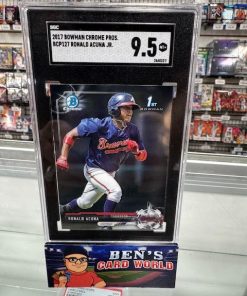 SGC
2017 BOWMAN CHROME PROS.
BCP127 RONALD ACUNA JR.
9.5
1ST
BOWMAN
Braves
RONALD ACUNA
BEN'S
CARD WORLD